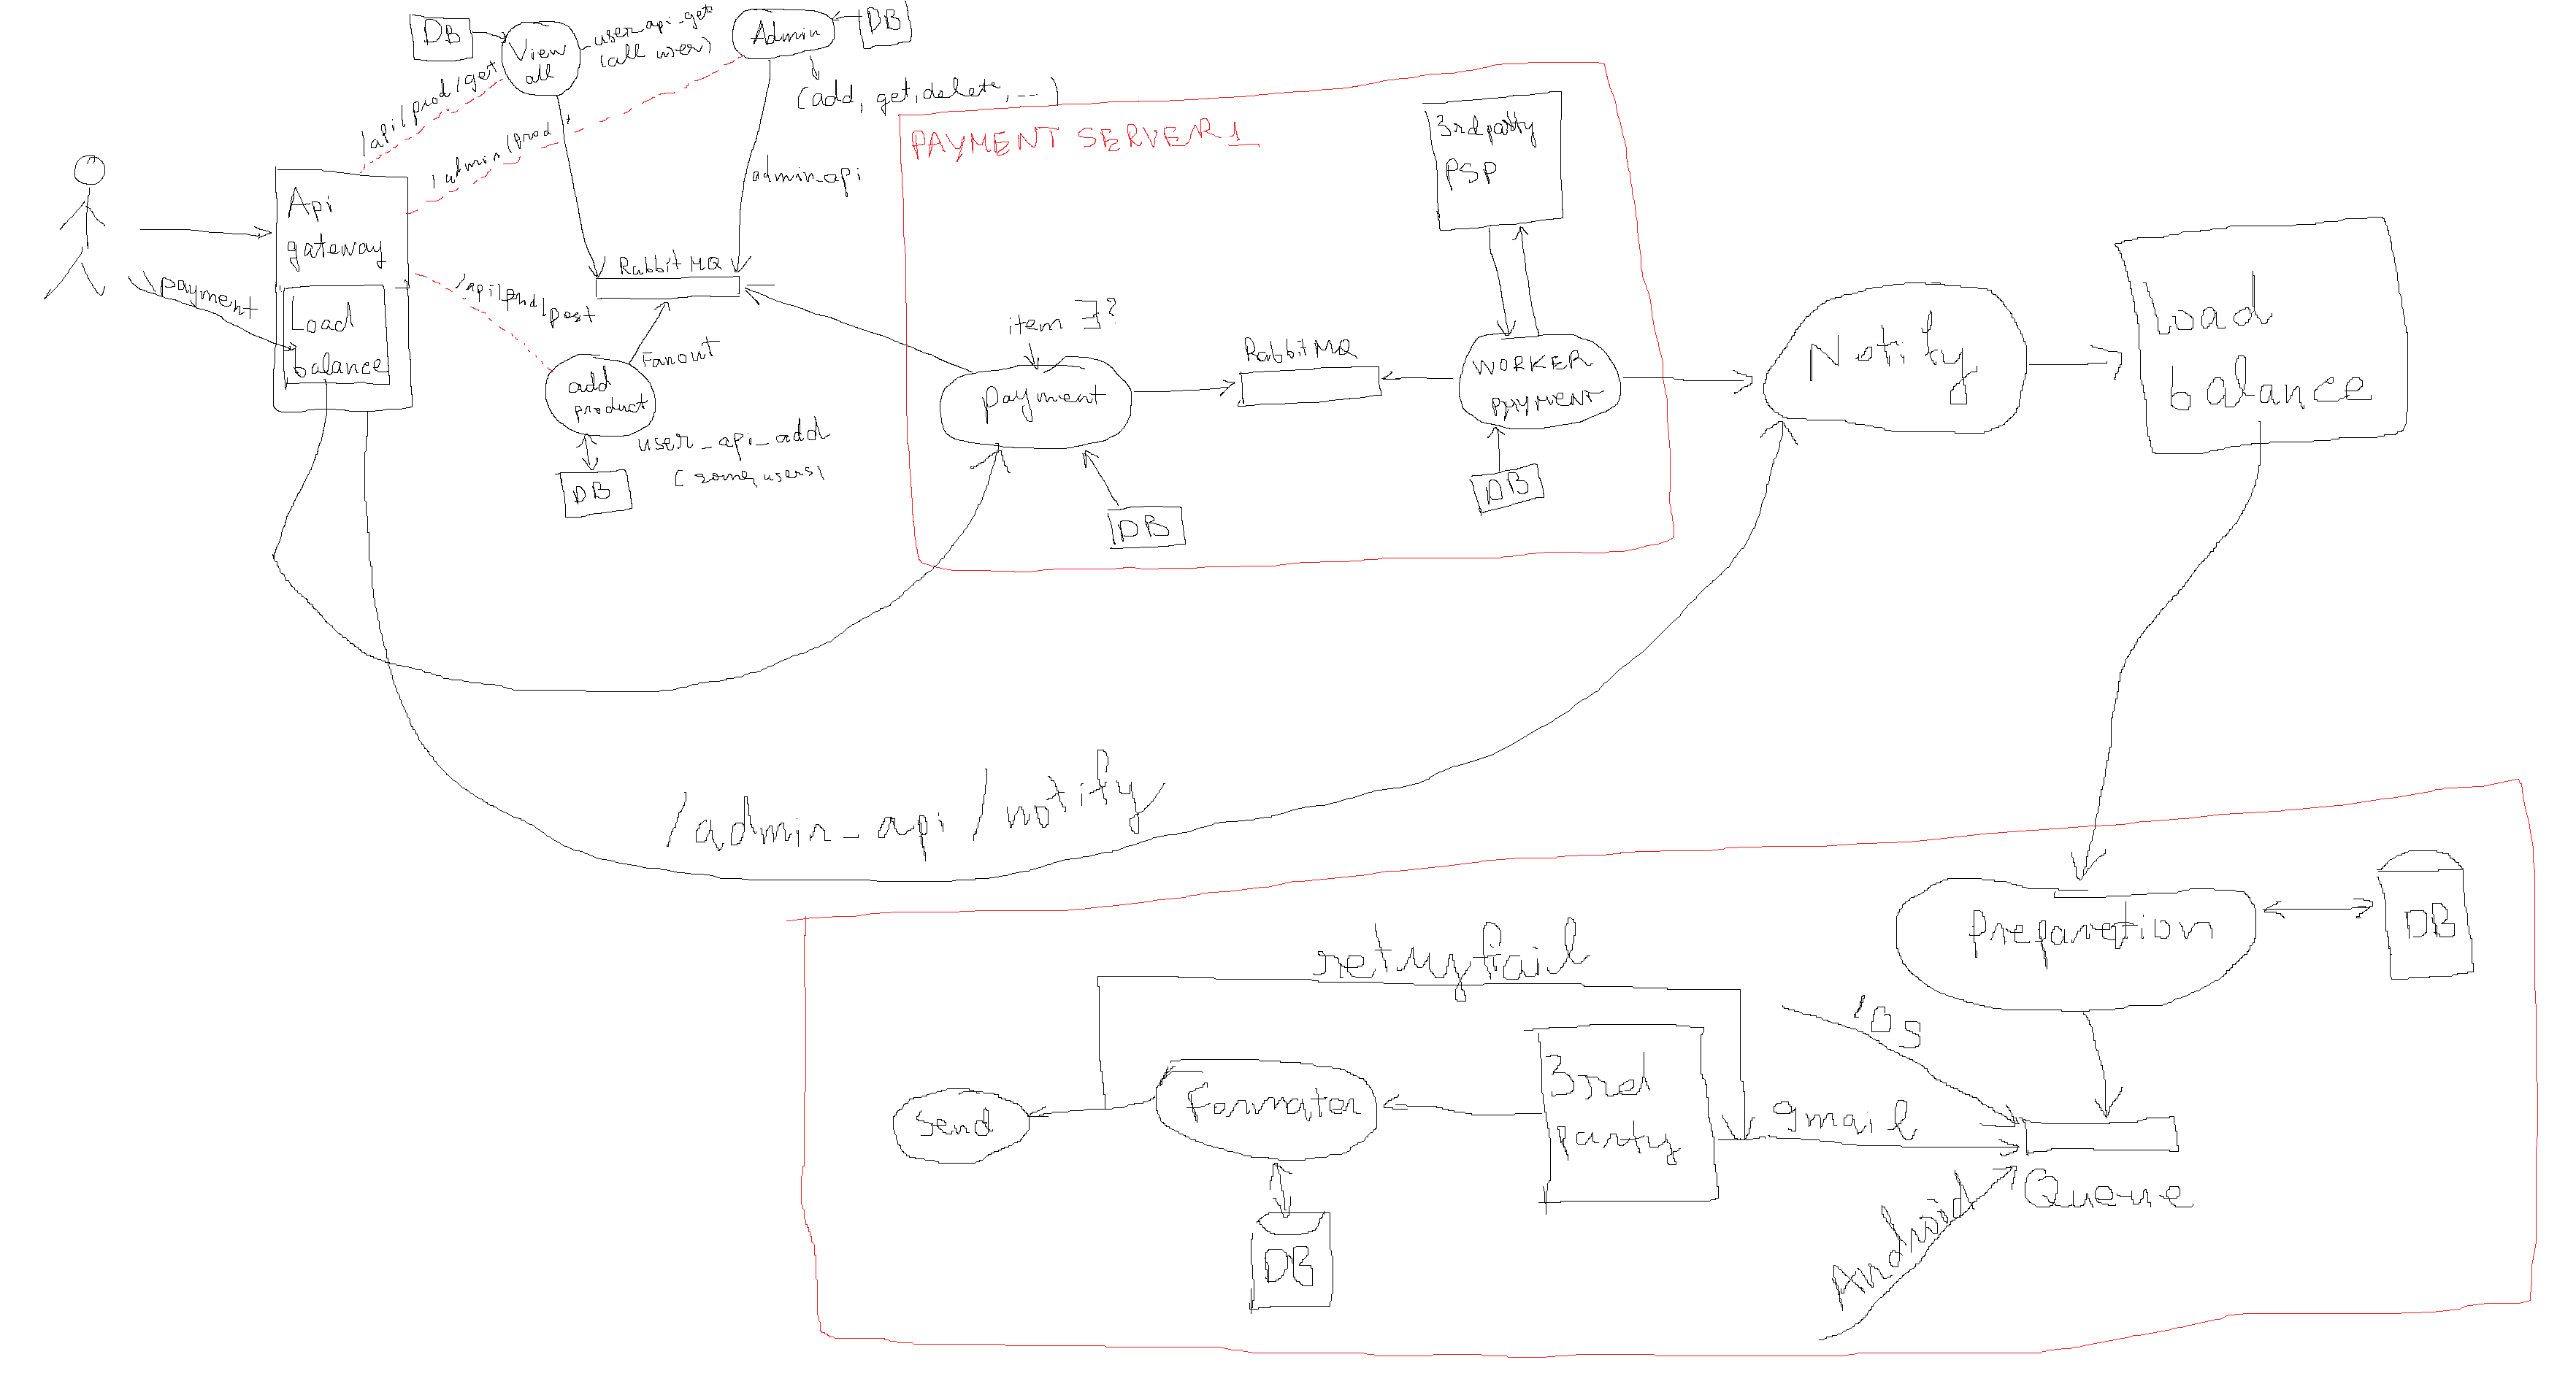 DB
View
all
user_api_get
(all user)
Admin
DB
(add, get, delete, ...)
/api/prod/get
/admin/prod
admin_api
Api
gateway
Load
balance
\payment
RabbitMQ
/api/prod/post
Fanout
add
product
user_api_add
(some users)
DB
PAYMENT SERVER 1
3rd party
PSP
item ∃?
payment
RabbitMQ
WORKER
PAYMENT
DB
DB
Notify
Load
balance
/admin_api/notify
preparation
DB
retry fail
ios
3rd
party
Formater
send
gmail
Queue
Android
DB